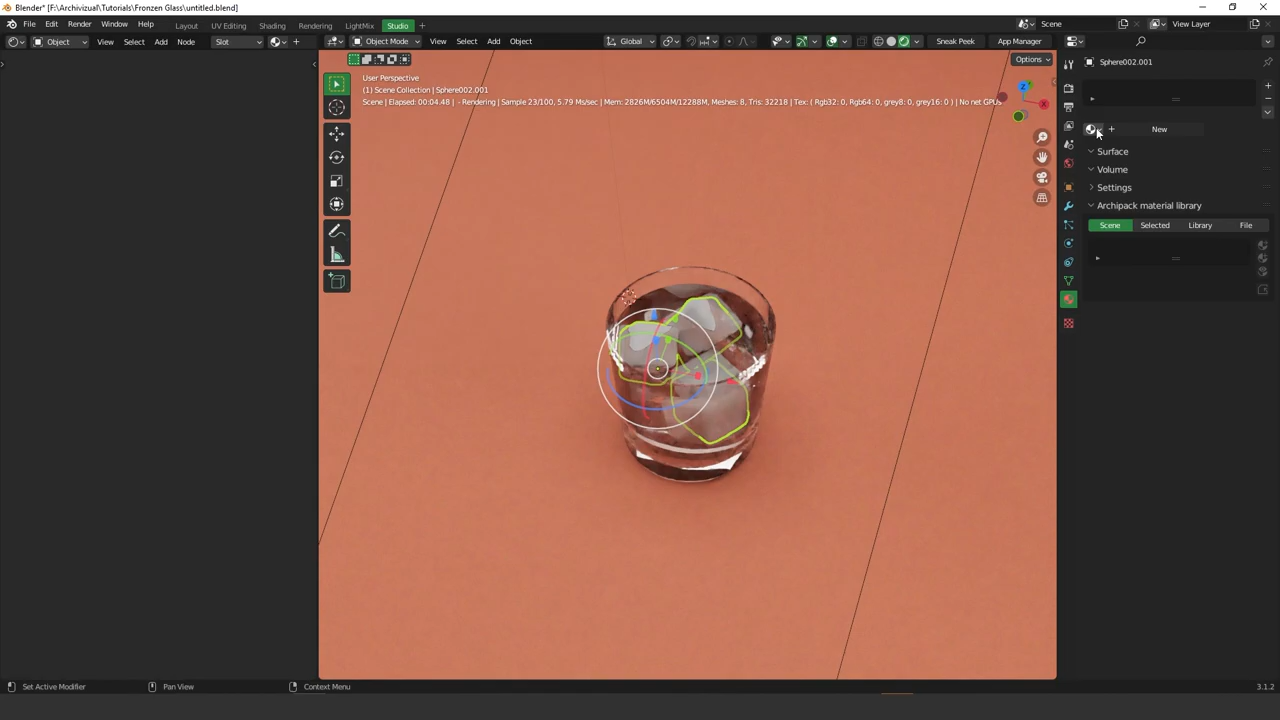 Blender* [F:\Archivizual\Tutorials\Fronzen Glass\untitled.blend]
File Edit Render Window Help Layout UV Editing Shading Rendering LightMix Studio Scene View Layer
Object View Select Add Node Slot Object Mode View Select Add Object Global Sneak Peek App Manager
Options
Sphere002.001
User Perspective
(1) Scene Collection | Sphere002.001
Scene | Elapsed: 00:04.48 | - Rendering | Sample 23/100, 5.79 Ms/sec | Mem: 2826M/6504M/12288M, Meshes: 8, Tris: 32218 | Tex: ( Rgb32: 0, Rgb64: 0, grey8: 0, grey16: 0 ) | No net GPUs
New
Surface
Volume
Settings
Archipack material library
Scene Selected Library File
Set Active Modifier Pan View Context Menu 3.1.2